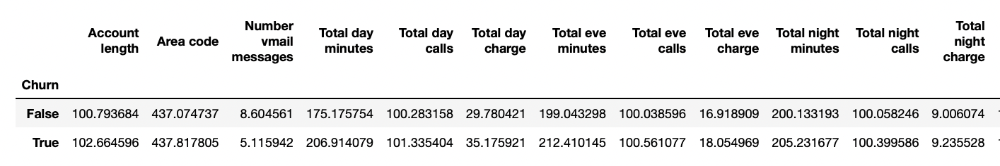 Account length Area code Number vmail messages Total day minutes Total day calls Total day charge Total eve minutes Total eve calls Total eve charge Total night minutes Total night calls Total night charge
Churn
False 100.793684 437.074737 8.604561 175.175754 100.283158 29.780421 199.043298 100.038596 16.918909 200.133193 100.058246 9.006074
True 102.664596 437.817805 5.115942 206.914079 101.335404 35.175921 212.410145 100.561077 18.054969 205.231677 100.399586 9.235528